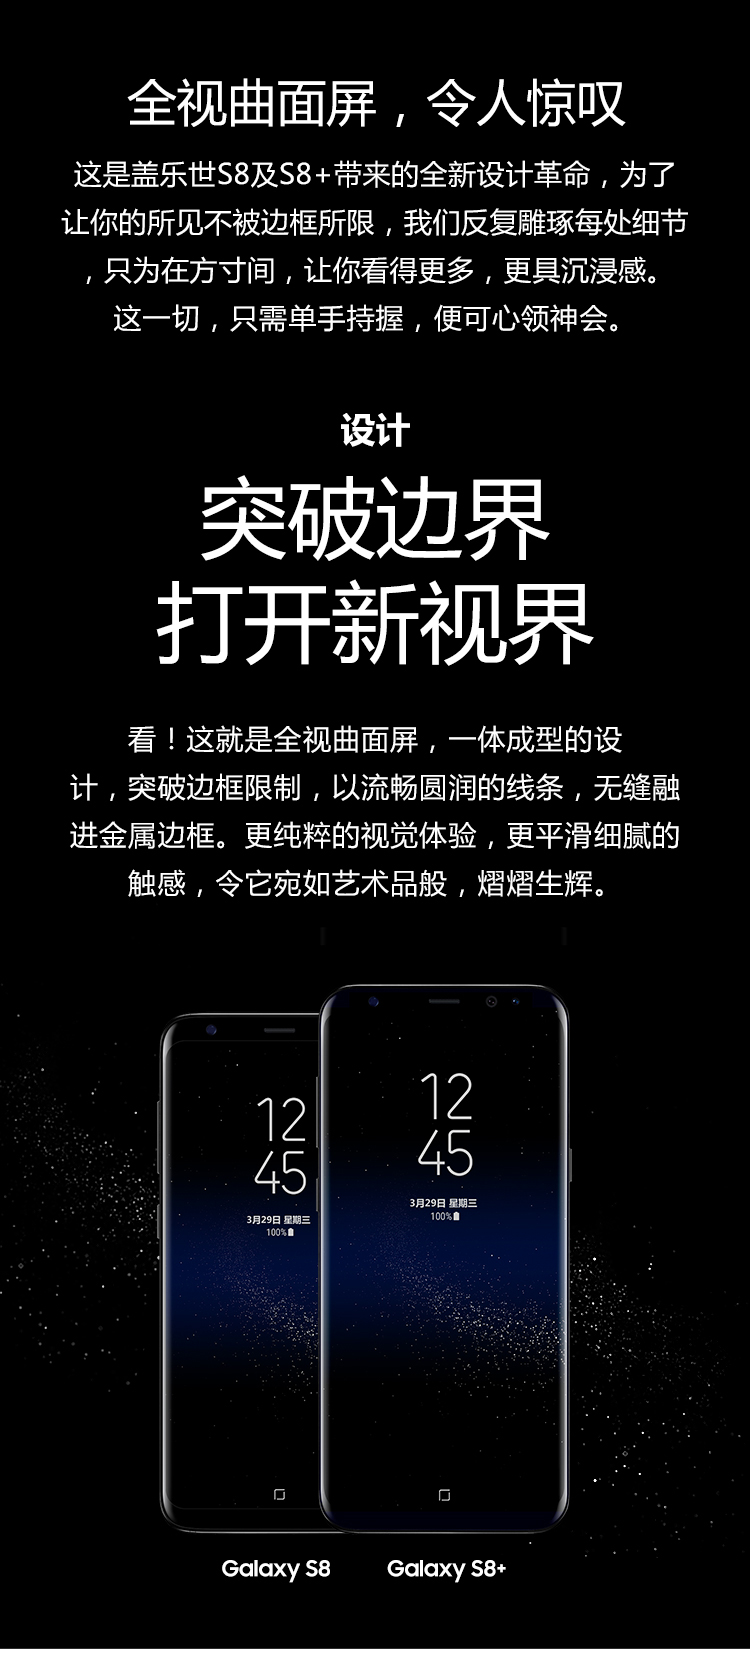 全视曲面屏，令人惊叹
这是盖乐世S8及S8+带来的全新设计革命，为了
让你的所见不被边框所限，我们反复雕琢每处细节
，只为在方寸间，让你看得更多，更具沉浸感。
这一切，只需单手持握，便可心领神会。
设计
突破边界
打开新视界
看！这就是全视曲面屏，一体成型的设
计，突破边框限制，以流畅圆润的线条，无缝融
进金属边框。更纯粹的视觉体验，更平滑细腻的
触感，令它宛如艺术品般，熠熠生辉。
12
45
3月29日 星期三
100%
12
45
3月29日 星期三
100%
Galaxy S8
Galaxy S8+